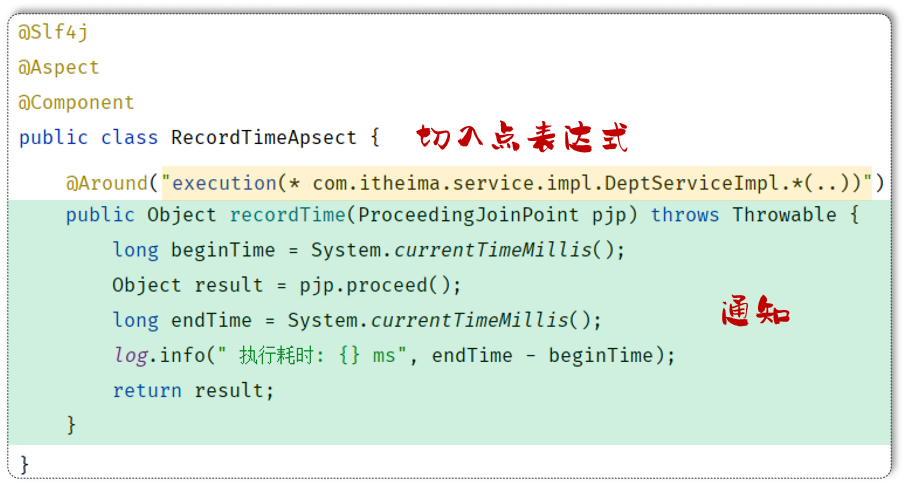 @Slf4j
@Aspect
@Component
public class RecordTimeApsect { 切入点表达式
@Around("execution(* com.itheima.service.impl.DeptServiceImpl.*(..))")
public Object recordTime(ProceedingJoinPoint pjp) throws Throwable {
long beginTime = System.currentTimeMillis();
Object result = pjp.proceed();
long endTime = System.currentTimeMillis();
通知
log.info(" 执行耗时: {} ms", endTime - beginTime);
return result;
}
}